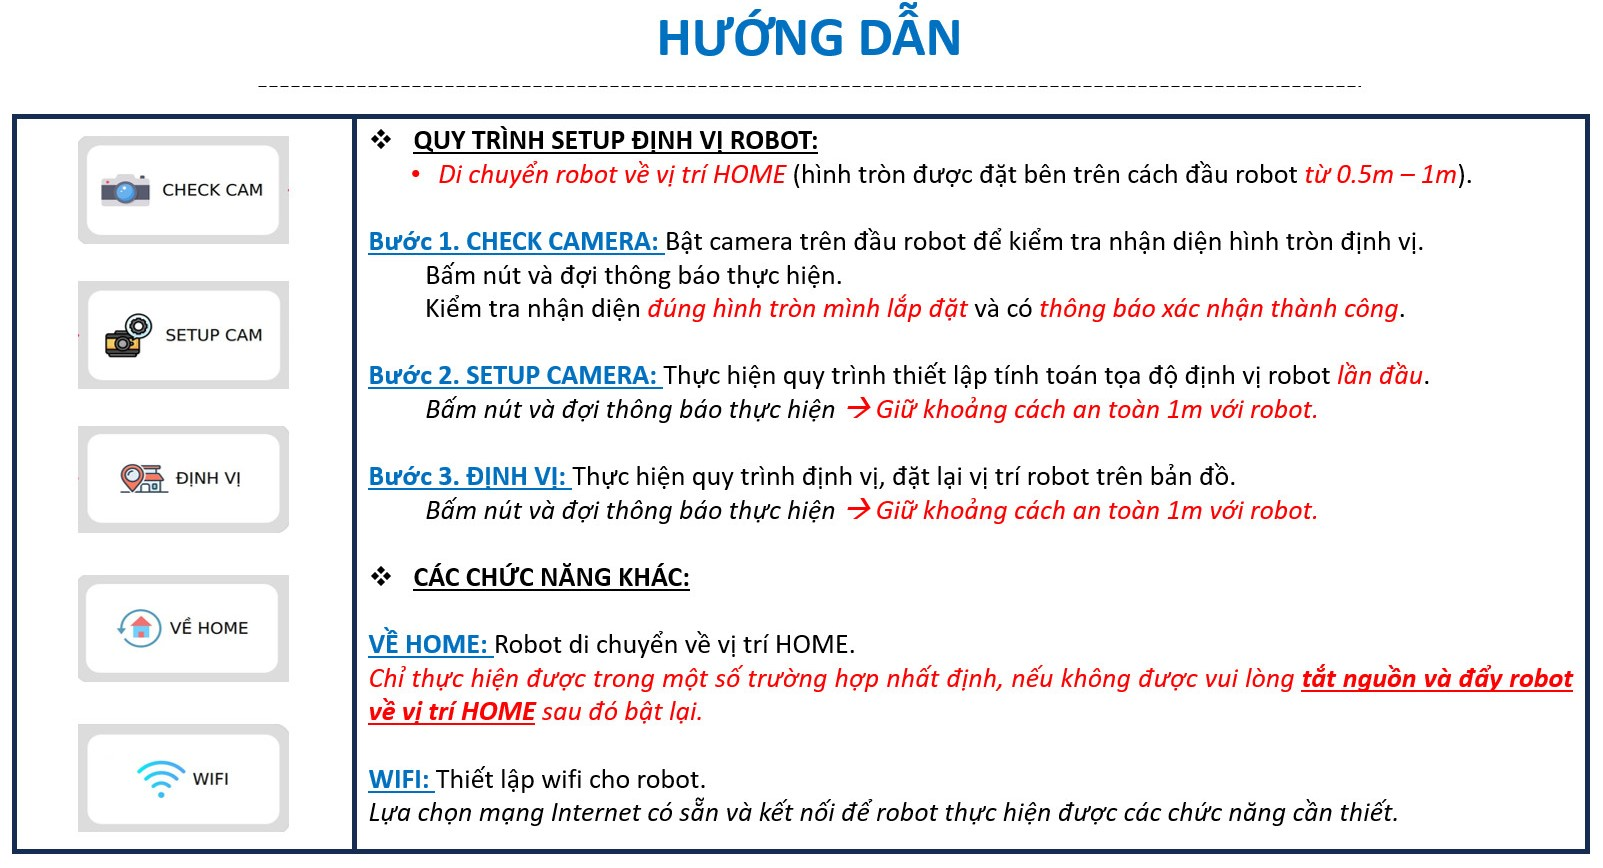 HƯỚNG DẪN
CHECK CAM
SETUP CAM
ĐỊNH VỊ
VỀ HOME
WIFI
❖ QUY TRÌNH SETUP ĐỊNH VỊ ROBOT:
• Di chuyển robot về vị trí HOME (hình tròn được đặt bên trên cách đầu robot từ 0.5m – 1m).
Bước 1. CHECK CAMERA: Bật camera trên đầu robot để kiểm tra nhận diện hình tròn định vị.
Bấm nút và đợi thông báo thực hiện.
Kiểm tra nhận diện đúng hình tròn mình lắp đặt và có thông báo xác nhận thành công.
Bước 2. SETUP CAMERA: Thực hiện quy trình thiết lập tính toán tọa độ định vị robot lần đầu.
Bấm nút và đợi thông báo thực hiện → Giữ khoảng cách an toàn 1m với robot.
Bước 3. ĐỊNH VỊ: Thực hiện quy trình định vị, đặt lại vị trí robot trên bản đồ.
Bấm nút và đợi thông báo thực hiện → Giữ khoảng cách an toàn 1m với robot.
❖ CÁC CHỨC NĂNG KHÁC:
VỀ HOME: Robot di chuyển về vị trí HOME.
Chỉ thực hiện được trong một số trường hợp nhất định, nếu không được vui lòng tắt nguồn và đẩy robot
về vị trí HOME sau đó bật lại.
WIFI: Thiết lập wifi cho robot.
Lựa chọn mạng Internet có sẵn và kết nối để robot thực hiện được các chức năng cần thiết.